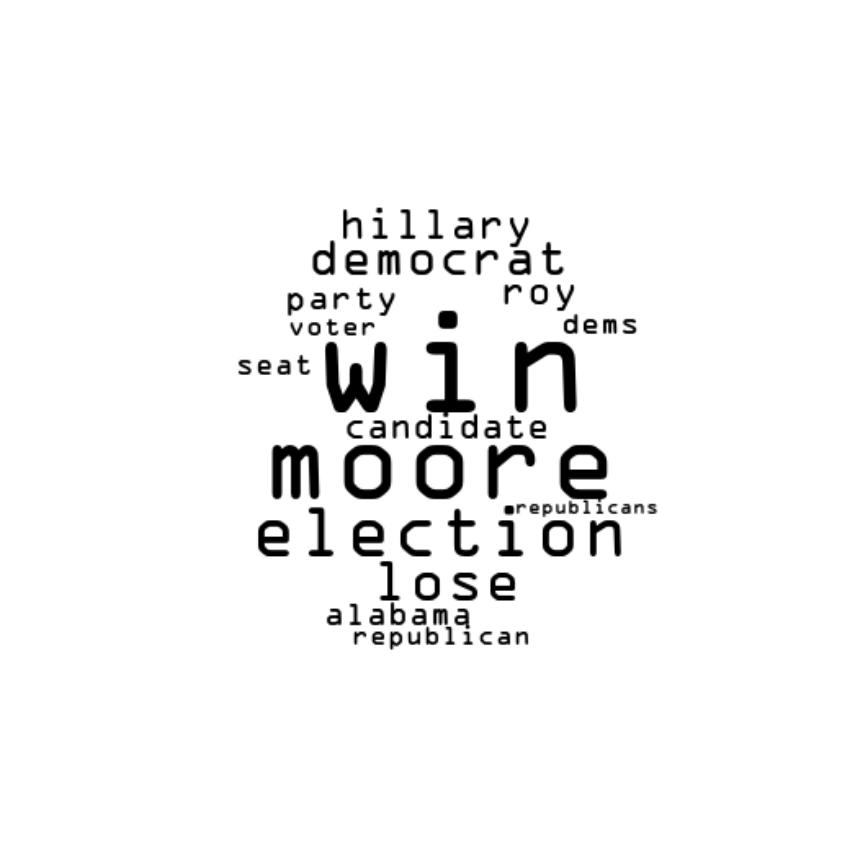 hillary
democrat
party
roy
voter
dems
win
seat
candidate
moore
republicans
election
lose
alabama
republican